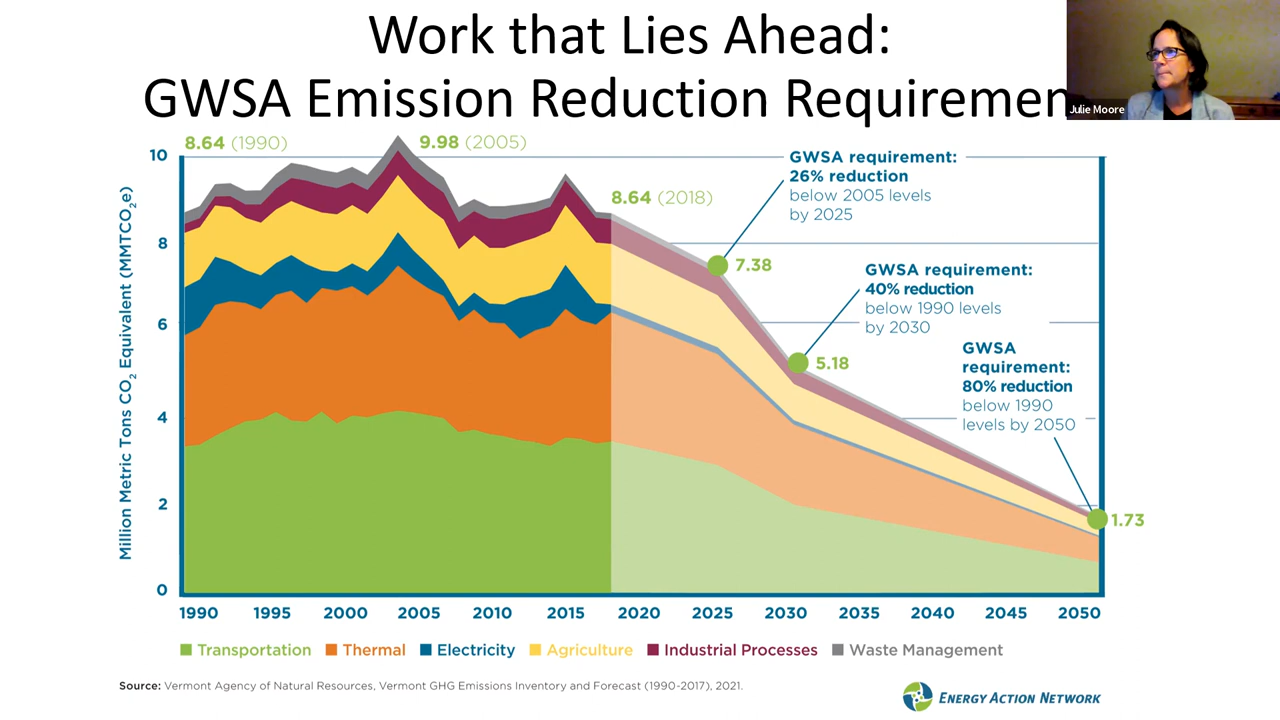 Work that Lies Ahead:
GWSA Emission Reduction Requiremen
Julie Moore
8.64 (1990)
9.98 (2005)
8.64 (2018)
GWSA requirement:
26% reduction
below 2005 levels
by 2025
7.38
GWSA requirement:
40% reduction
below 1990 levels
by 2030
5.18
GWSA
requirement:
80% reduction
below 1990
levels by 2050
1.73
Million Metric Tons CO2 Equivalent (MMTCO2e)
10
8
6
4
2
0
1990 1995 2000 2005 2010 2015 2020 2025 2030 2035 2040 2045 2050
Transportation Thermal Electricity Agriculture Industrial Processes Waste Management
Source: Vermont Agency of Natural Resources, Vermont GHG Emissions Inventory and Forecast (1990-2017), 2021.
ENERGY ACTION NETWORK